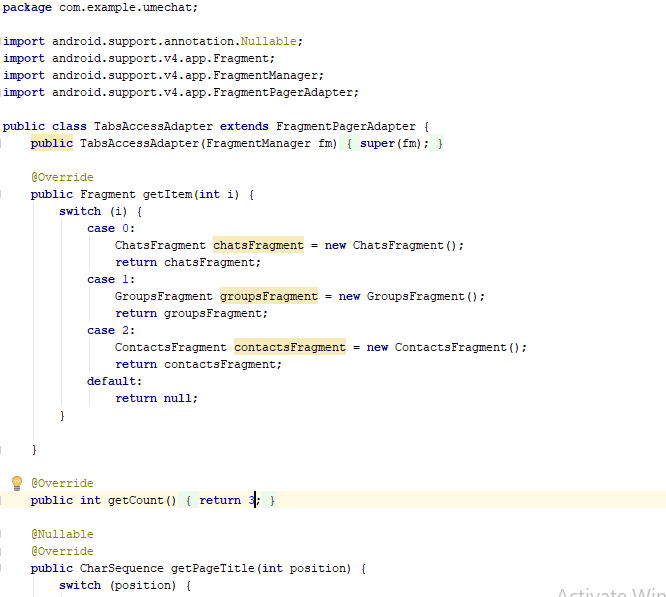 package com.example.umechat;
import android.support.annotation.Nullable;
import android.support.v4.app.Fragment;
import android.support.v4.app.FragmentManager;
import android.support.v4.app.FragmentPagerAdapter;
public class TabsAccessAdapter extends FragmentPagerAdapter {
public TabsAccessAdapter(FragmentManager fm) { super(fm); }
@Override
public Fragment getItem(int i) {
switch (i) {
case 0:
ChatsFragment chatsFragment = new ChatsFragment();
return chatsFragment;
case 1:
GroupsFragment groupsFragment = new GroupsFragment();
return groupsFragment;
case 2:
ContactsFragment contactsFragment = new ContactsFragment();
return contactsFragment;
default:
return null;
}
}
@Override
public int getCount() { return 3; }
@Nullable
@Override
public CharSequence getPageTitle(int position) {
switch (position) {
Activate Win